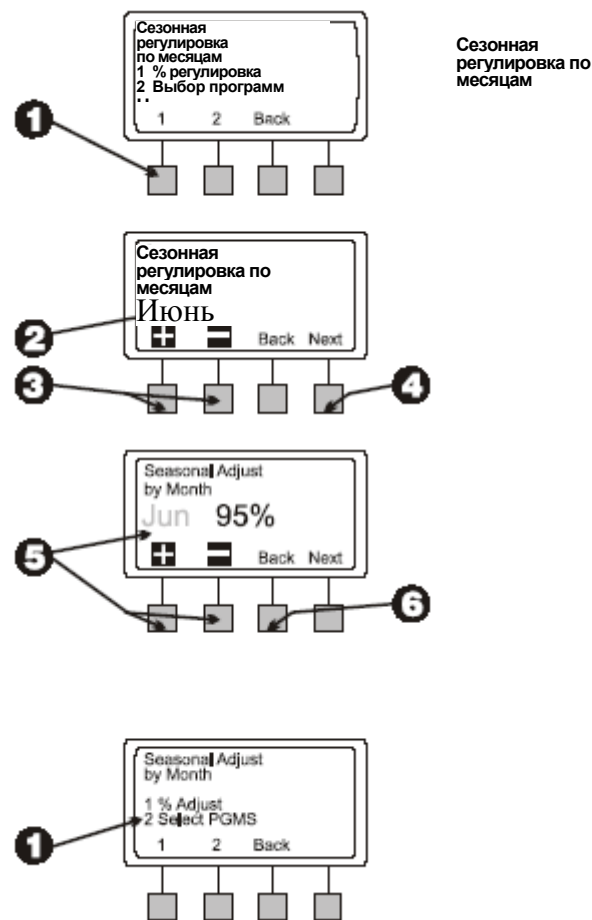 Сезонная
регулировка
по месяцам
1 % регулировка
2 Выбор программ
1 2 Back
1
Сезонная
регулировка по
месяцам
Сезонная
регулировка по
месяцам
Июнь
Back Next
2
3
4
Seasonal Adjust
by Month
Jun 95%
Back Next
5
6
Seasonal Adjust
by Month
1 % Adjust
2 Select PGMS
1 2 Back
1